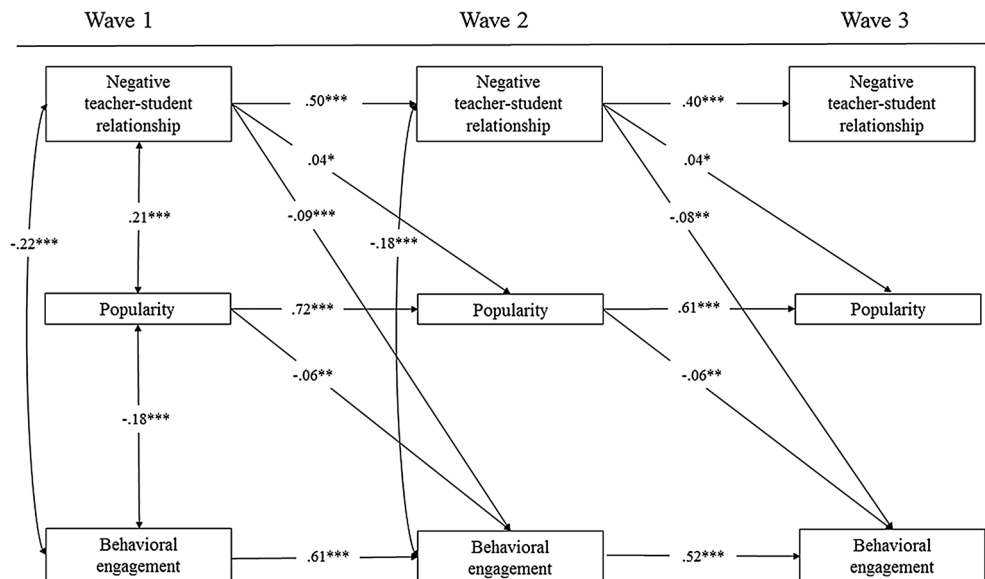 Wave 1
Wave 2
Wave 3
Negative
teacher-student
relationship
.50***
Negative
teacher-student
relationship
.40***
Negative
teacher-student
relationship
.04*
.04*
.21***
-.09***
-.08**
-.22***
-.18***
Popularity
.72***
Popularity
.61***
Popularity
-.06**
-.06**
-.18***
Behavioral
engagement
.61***
Behavioral
engagement
.52***
Behavioral
engagement